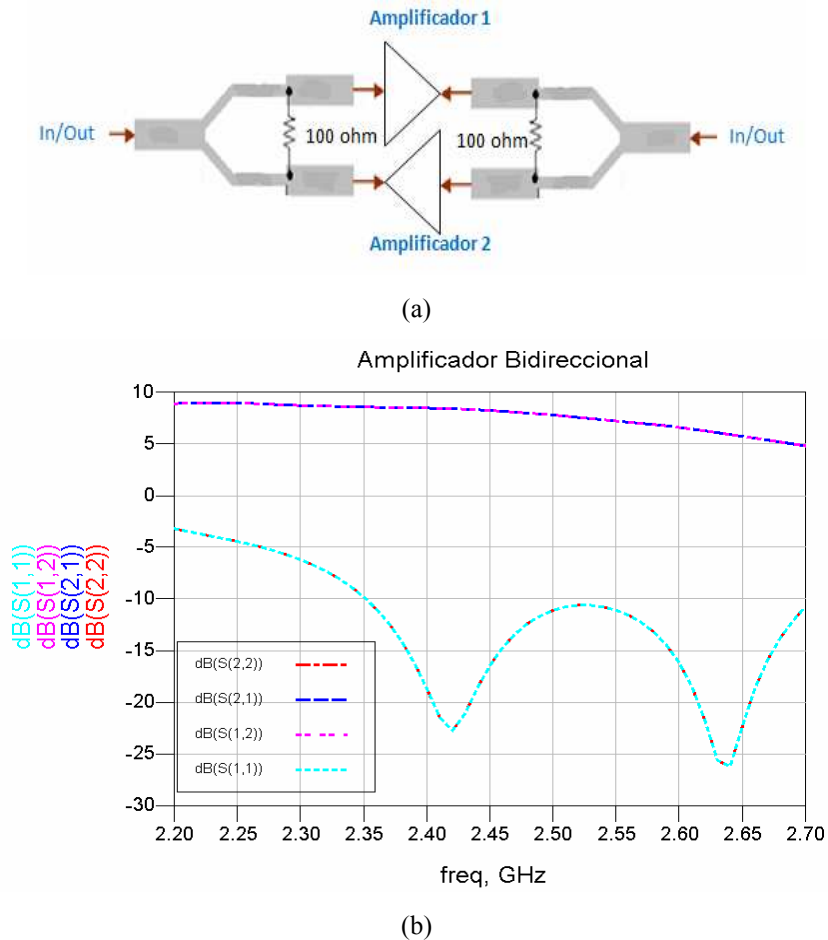 Amplificador 1
In/Out
100 ohm
100 ohm
In/Out
Amplificador 2
(a)
Amplificador Bidireccional
dB(S(1,1))
dB(S(1,2))
dB(S(2,1))
dB(S(2,2))
10
5
0
-5
-10
-15
-20
-25
-30
dB(S(2,2))
dB(S(2,1))
dB(S(1,2))
dB(S(1,1))
2.20 2.25 2.30 2.35 2.40 2.45 2.50 2.55 2.60 2.65 2.70
freq, GHz
(b)